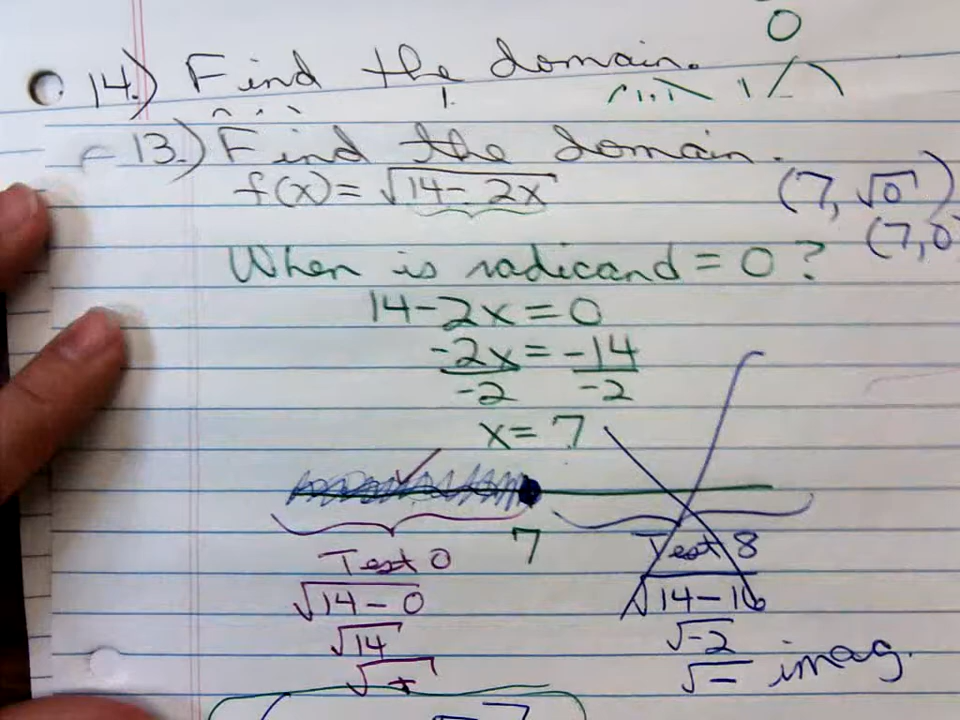 0
14.) Find the domain.
13.) Find the domain.
f(x) = √14 - 2x
(7, √0)
(7, 0
When is radicand = 0 ?
14 - 2x = 0
-2x = -14
-2 -2
x = 7
7
Test 0 Test 8
√14 - 0 √14 - 16
√14 √-2
√+ √- imag.
7